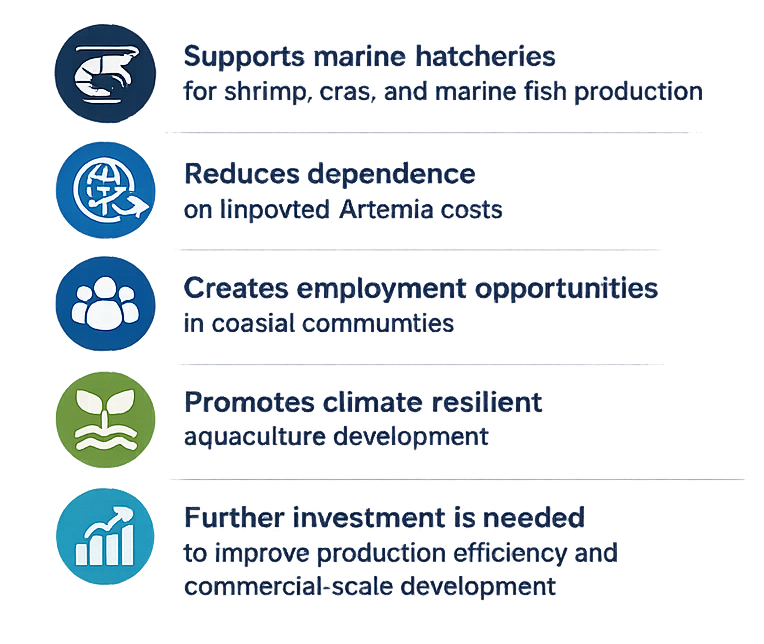 Supports marine hatcheries
for shrimp, cras, and marine fish production
Reduces dependence
on linpovted Artemia costs
Creates employment opportunities
in coasial commumties
Promotes climate resilient
aquaculture development
Further investment is needed
to improve production efficiency and
commercial-scale development